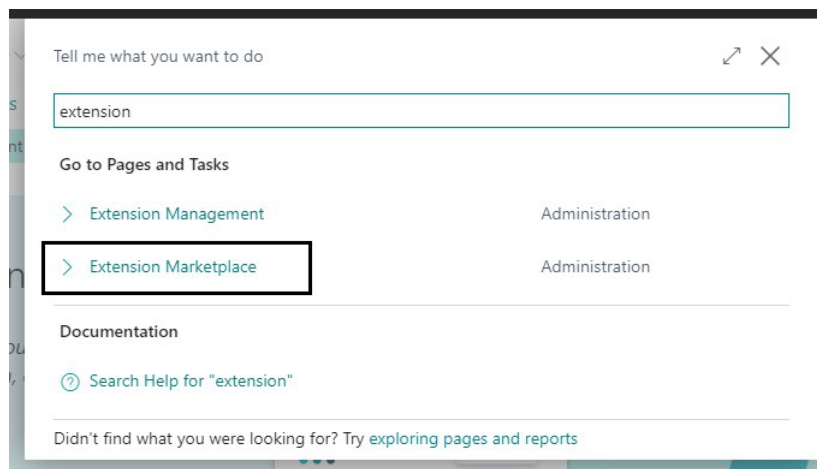 Tell me what you want to do
extension
Go to Pages and Tasks
Extension Management Administration
Extension Marketplace Administration
Documentation
Search Help for "extension"
Didn't find what you were looking for? Try exploring pages and reports